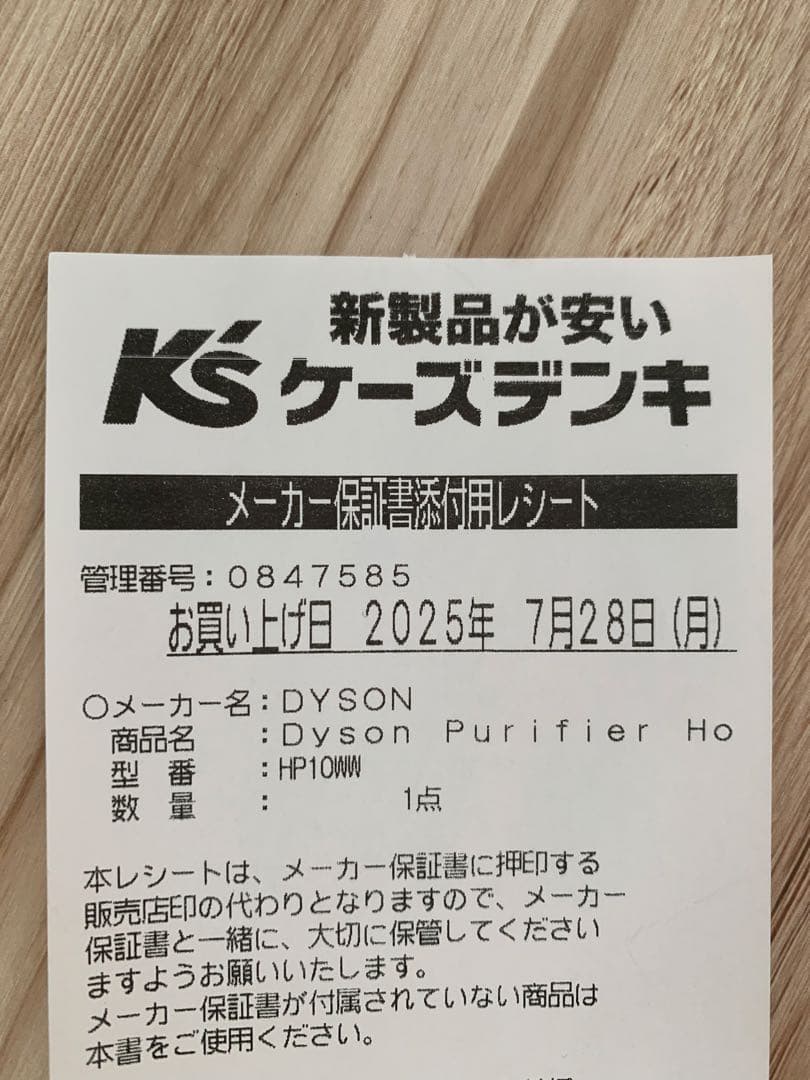 新製品が安い
K'sケーズデンキ
メーカー保証書添付用レシート
管理番号：０８４７５８５
お買い上げ日 2025年 7月28日(月)
○メーカー名：ＤＹＳＯＮ
商品名 ：Ｄｙｓｏｎ Ｐｕｒｉｆｉｅｒ Ｈｏ
型 番 ：HP10WW
数 量 ： 1点
本レシートは、メーカー保証書に押印する
販売店印の代わりとなりますので、メーカー
保証書と一緒に、大切に保管してください
ますようお願いいたします。
メーカー保証書が付属されていない商品は
本書をご使用ください。